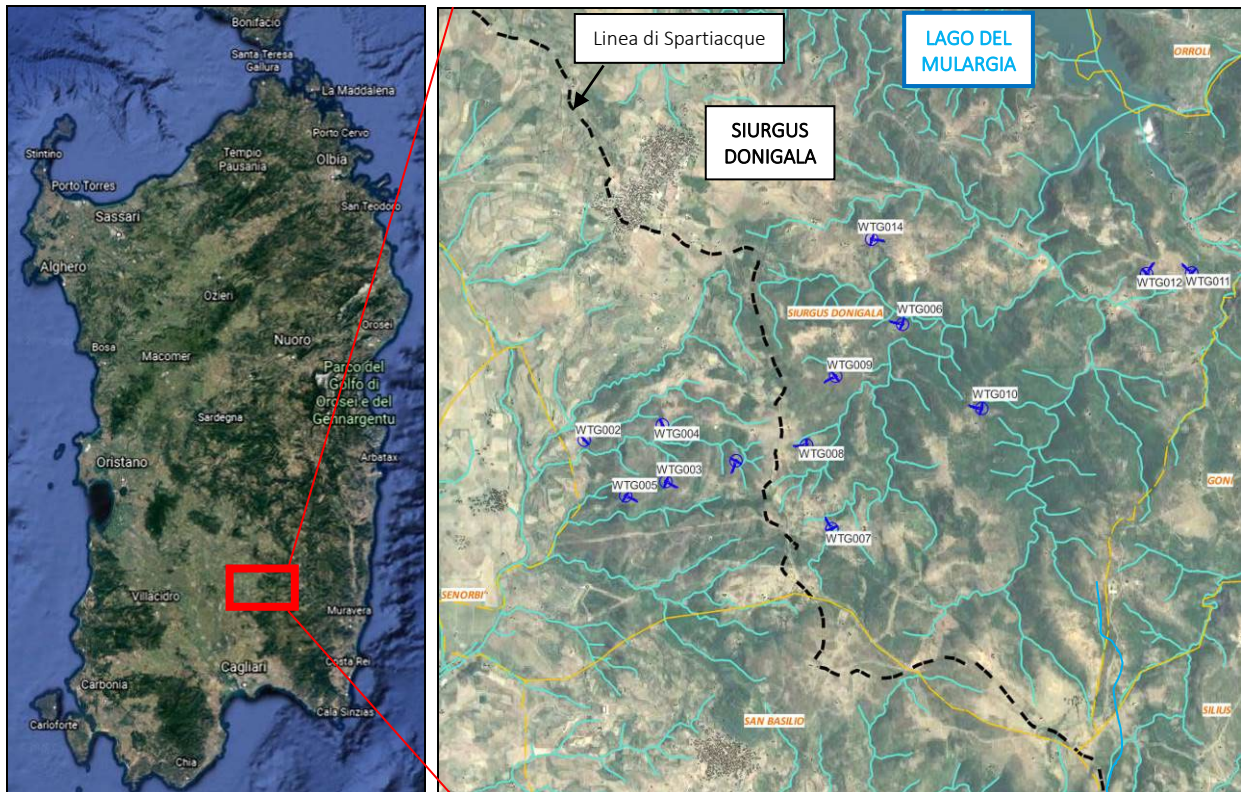 Bonifacio
Santa Teresa
Gallura
La Maddalena
Porto Cervo
Stintino
Tempio
Pausania
Olbia
Porto Torres
San Teodoro
Sassari
Alghero
Ozieri
Nuoro
Orosei
Bosa
Macomer
Parco del
Golfo di
Orosei e del
Gennargentu
Sardegna
Arbatax
Oristano
Villacidro
Muravera
Costa Rei
Cagliari
Carbonia
Cala Sinzias
Carloforte
Chia
Linea di Spartiacque
LAGO DEL
MULARGIA
ORROLI
SIURGUS
DONIGALA
WTG014
WTG012
WTG011
SIURGUS DONIGALA
WTG006
WTG009
WTG010
WTG002
WTG004
WTG008
WTG003
WTG005
GONI
WTG007
SENORBI'
SAN BASILIO
SILIUS